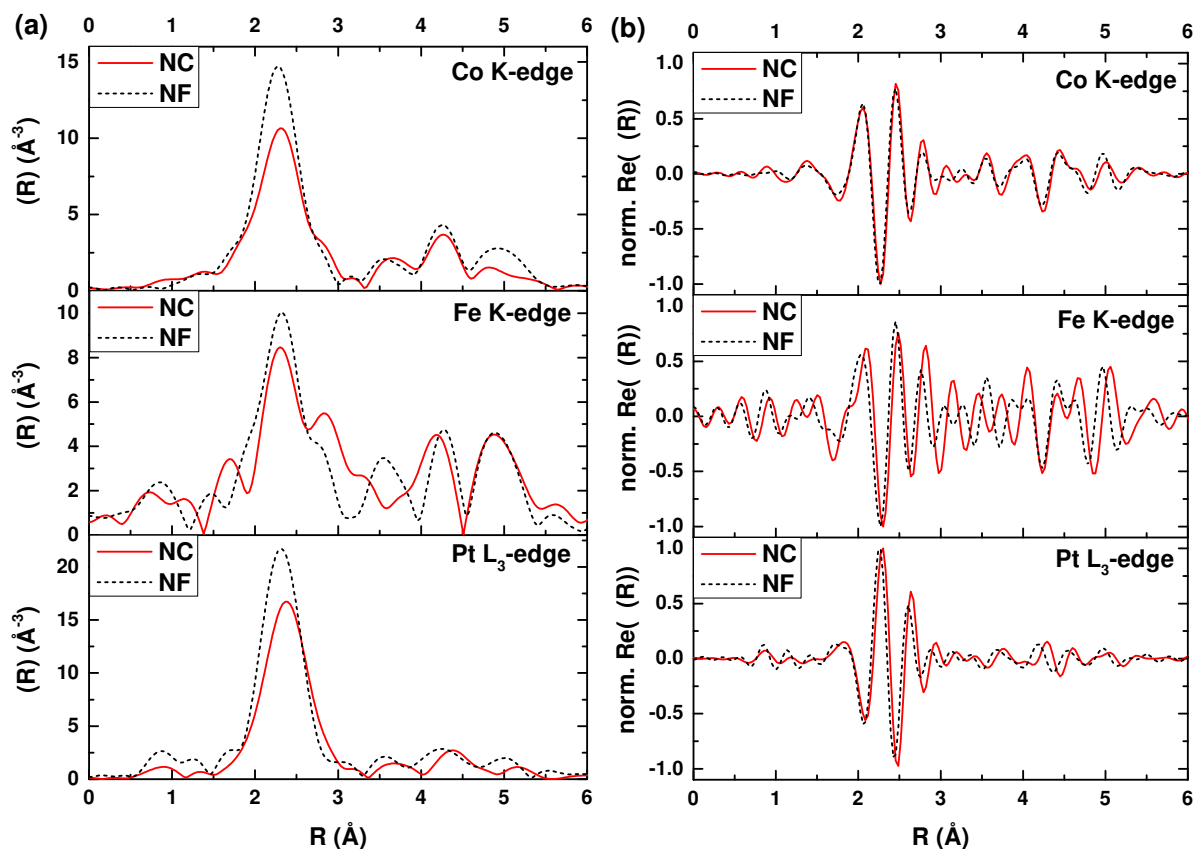 (a)
0 1 2 3 4 5 6
NC
NF
Co K-edge
15
10
5
0
(R) (Å⁻³)
NC
NF
Fe K-edge
10
8
6
4
2
0
(R) (Å⁻³)
NC
NF
Pt L₃-edge
20
15
10
5
0
(R) (Å⁻³)
0 1 2 3 4 5 6
R (Å)
(b)
0 1 2 3 4 5 6
NC
NF
Co K-edge
1.0
0.5
0.0
-0.5
-1.0
norm. Re( (R))
NC
NF
Fe K-edge
1.0
0.5
0.0
-0.5
-1.0
norm. Re( (R))
NC
NF
Pt L₃-edge
1.0
0.5
0.0
-0.5
-1.0
norm. Re( (R))
0 1 2 3 4 5 6
R (Å)